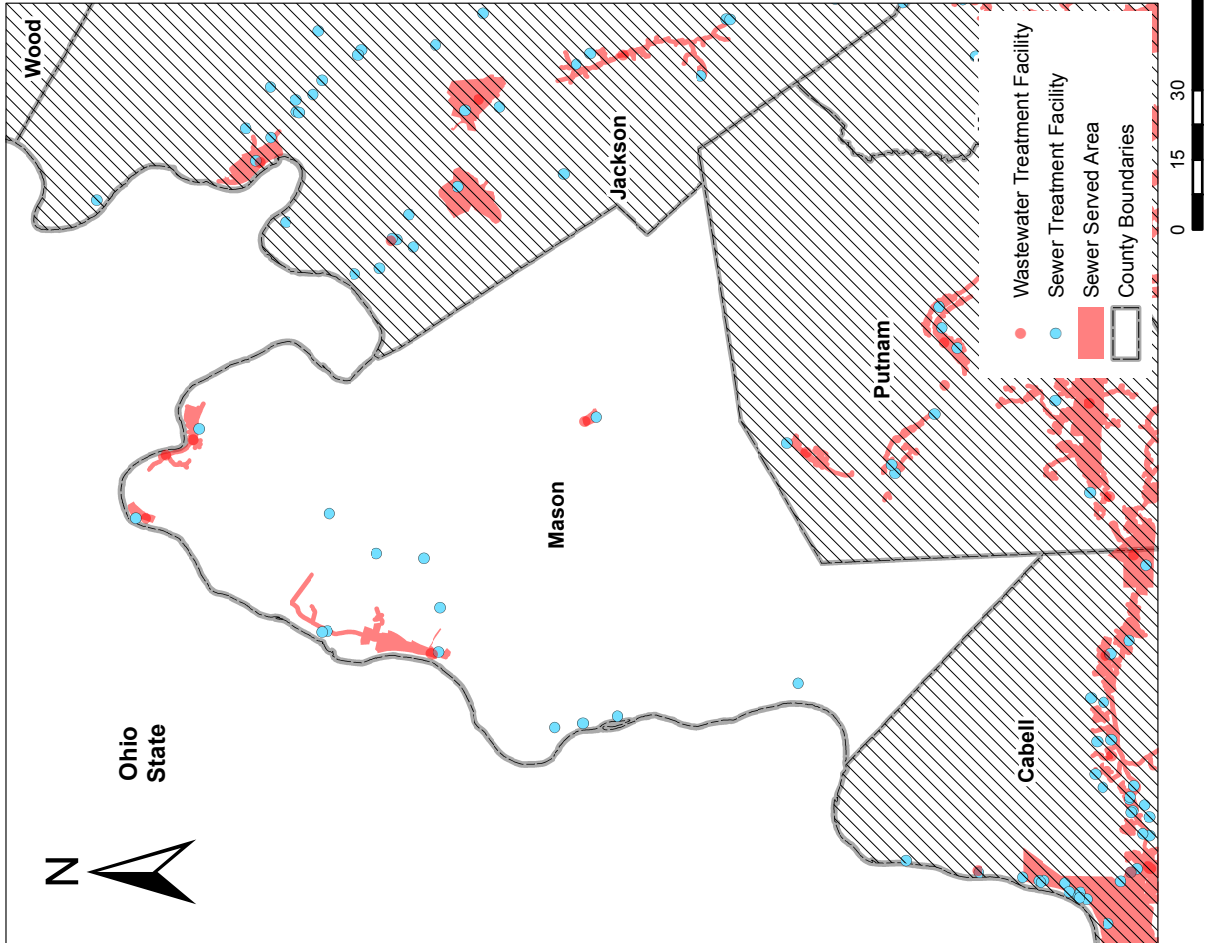 Wood
Ohio
State
Jackson
Mason
Putnam
Cabell
N
Wastewater Treatment Facility
Sewer Treatment Facility
Sewer Served Area
County Boundaries
0
15
30